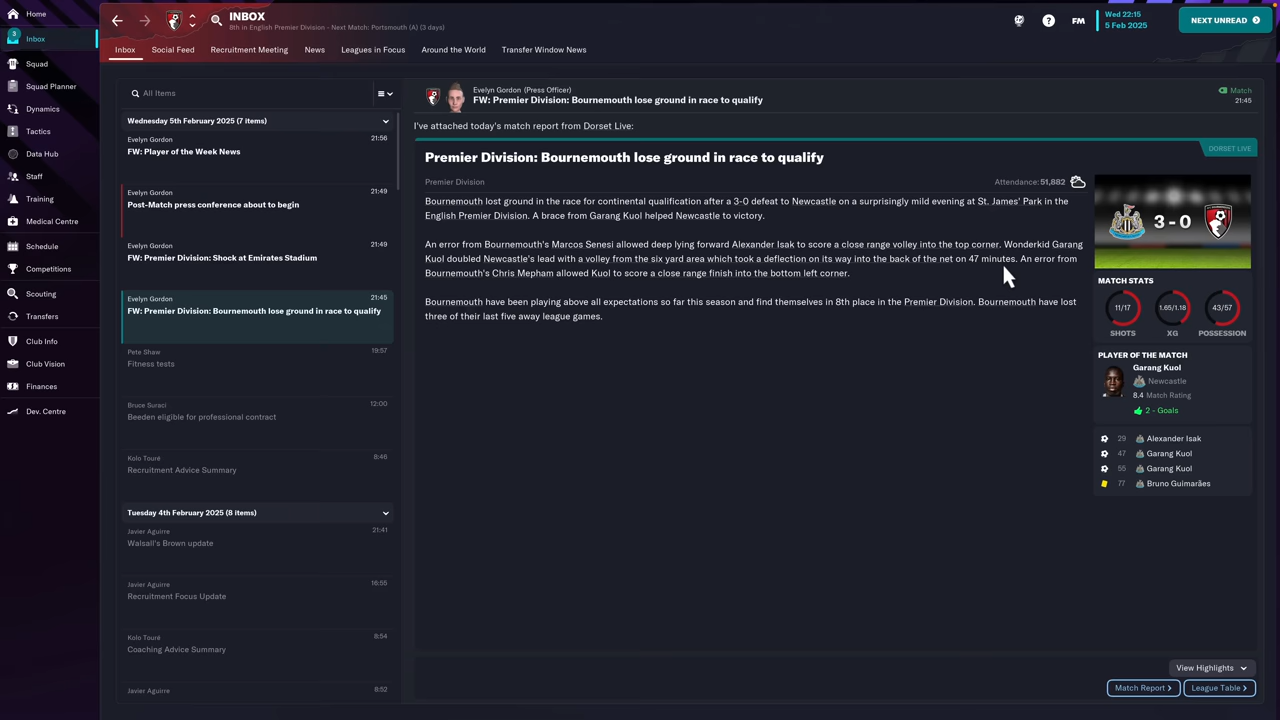 Home
INBOX
8th in English Premier Division - Next Match: Portsmouth (A) (3 days)
FM
Wed 22:15
5 Feb 2025
NEXT UNREAD
3
Inbox
Squad
Squad Planner
Dynamics
Tactics
Data Hub
Staff
Training
Medical Centre
Schedule
Competitions
Scouting
Transfers
Club Info
Club Vision
Finances
Dev. Centre
Inbox
Social Feed
Recruitment Meeting
News
Leagues in Focus
Around the World
Transfer Window News
All Items
Wednesday 5th February 2025 (7 items)
Evelyn Gordon 21:56
FW: Player of the Week News
Evelyn Gordon 21:49
Post-Match press conference about to begin
Evelyn Gordon 21:49
FW: Premier Division: Shock at Emirates Stadium
Evelyn Gordon 21:45
FW: Premier Division: Bournemouth lose ground in race to qualify
Pete Shaw 19:57
Fitness tests
Bruce Suraci 12:00
Beeden eligible for professional contract
Kolo Touré 8:46
Recruitment Advice Summary
Tuesday 4th February 2025 (8 items)
Javier Aguirre 21:41
Walsall's Brown update
Javier Aguirre 16:55
Recruitment Focus Update
Kolo Touré 8:54
Coaching Advice Summary
Javier Aguirre 8:52
Evelyn Gordon (Press Officer)
FW: Premier Division: Bournemouth lose ground in race to qualify
Match
21:45
I've attached today's match report from Dorset Live:
DORSET LIVE
Premier Division: Bournemouth lose ground in race to qualify
Premier Division
Attendance: 51,882
Bournemouth lost ground in the race for continental qualification after a 3-0 defeat to Newcastle on a surprisingly mild evening at St. James' Park in the
English Premier Division. A brace from Garang Kuol helped Newcastle to victory.
An error from Bournemouth's Marcos Senesi allowed deep lying forward Alexander Isak to score a close range volley into the top corner. Wonderkid Garang
Kuol doubled Newcastle's lead with a volley from the six yard area which took a deflection on its way into the back of the net on 47 minutes. An error from
Bournemouth's Chris Mepham allowed Kuol to score a close range finish into the bottom left corner.
Bournemouth have been playing above all expectations so far this season and find themselves in 8th place in the Premier Division. Bournemouth have lost
three of their last five away league games.
3 - 0
MATCH STATS
11/17
1.65/1.18
43/57
SHOTS
XG
POSSESSION
PLAYER OF THE MATCH
Garang Kuol
Newcastle
8.4 Match Rating
2 - Goals
29 Alexander Isak
47 Garang Kuol
55 Garang Kuol
77 Bruno Guimarães
View Highlights
Match Report
League Table